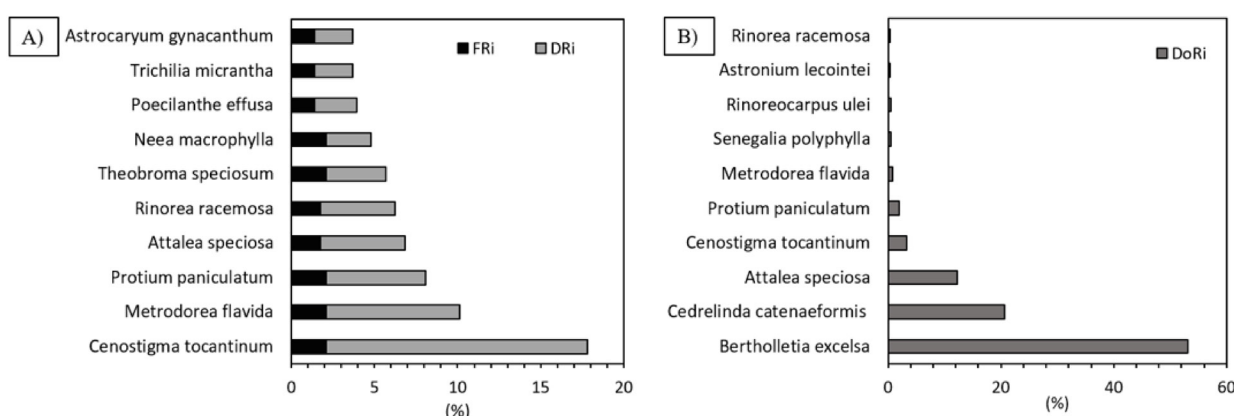 A)
FRi DRi
Astrocaryum gynacanthum
Trichilia micrantha
Poecilanthe effusa
Neea macrophylla
Theobroma speciosum
Rinorea racemosa
Attalea speciosa
Protium paniculatum
Metrodorea flavida
Cenostigma tocantinum
0 5 10 15 20
(%)
B)
DoRi
Rinorea racemosa
Astronium lecointei
Rinoreocarpus ulei
Senegalia polyphylla
Metrodorea flavida
Protium paniculatum
Cenostigma tocantinum
Attalea speciosa
Cedrelinda catenaeformis
Bertholletia excelsa
0 20 40 60
(%)